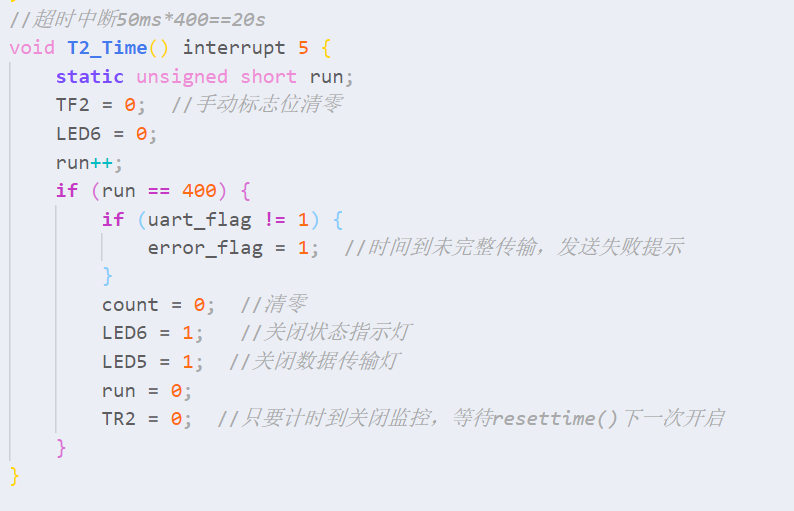 //超时中断50ms*400==20s
void T2_Time() interrupt 5 {
static unsigned short run;
TF2 = 0;  //手动标志位清零
LED6 = 0;
run++;
if (run == 400) {
if (uart_flag != 1) {
error_flag = 1;  //时间到未完整传输，发送失败提示
}
count = 0;  //清零
LED6 = 1;   //关闭状态指示灯
LED5 = 1;  //关闭数据传输灯
run = 0;
TR2 = 0;  //只要计时到关闭监控，等待resettime()下一次开启
}
}